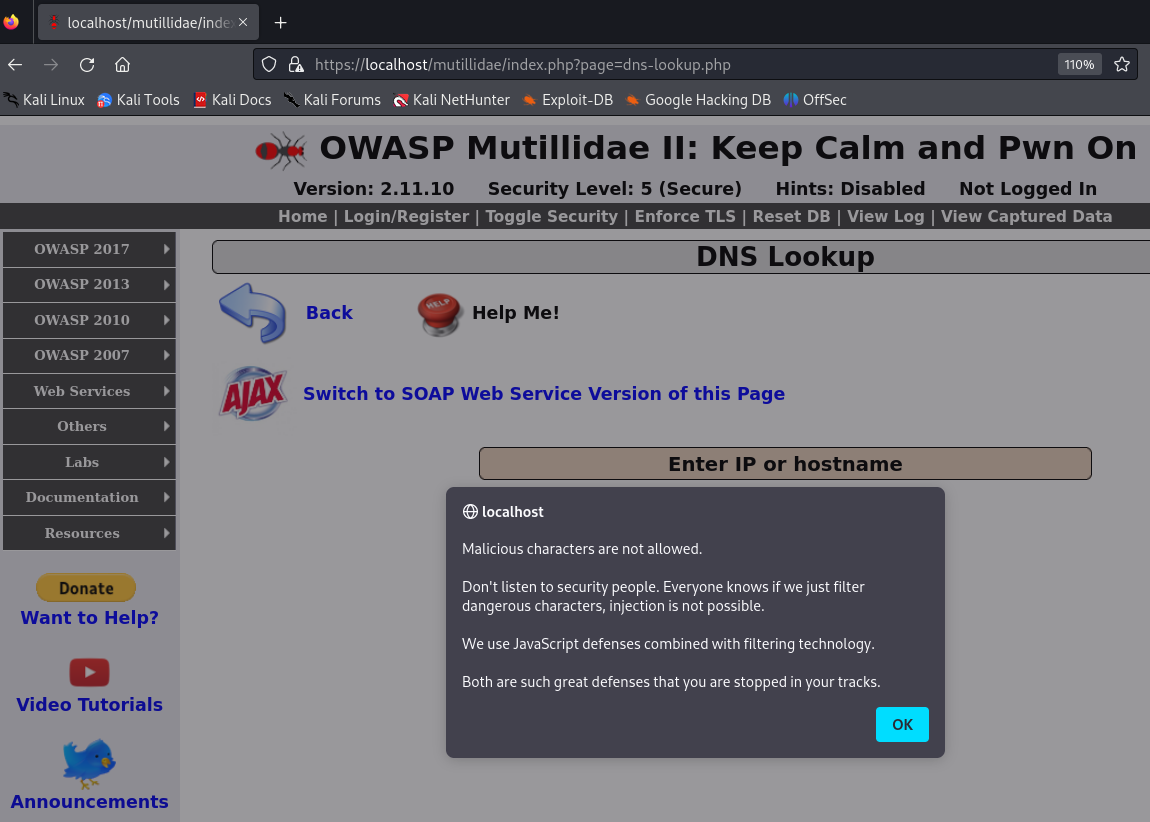 localhost/mutillidae/inde
https://localhost/mutillidae/index.php?page=dns-lookup.php
110%
Kali Linux Kali Tools Kali Docs Kali Forums Kali NetHunter Exploit-DB Google Hacking DB OffSec
OWASP Mutillidae II: Keep Calm and Pwn On
Version: 2.11.10 Security Level: 5 (Secure) Hints: Disabled Not Logged In
Home | Login/Register | Toggle Security | Enforce TLS | Reset DB | View Log | View Captured Data
OWASP 2017
OWASP 2013
OWASP 2010
OWASP 2007
Web Services
Others
Labs
Documentation
Resources
Donate
Want to Help?
Video Tutorials
Announcements
DNS Lookup
Back
HELP
Help Me!
AJAX
Switch to SOAP Web Service Version of this Page
Enter IP or hostname
localhost
Malicious characters are not allowed.
Don't listen to security people. Everyone knows if we just filter
dangerous characters, injection is not possible.
We use JavaScript defenses combined with filtering technology.
Both are such great defenses that you are stopped in your tracks.
OK